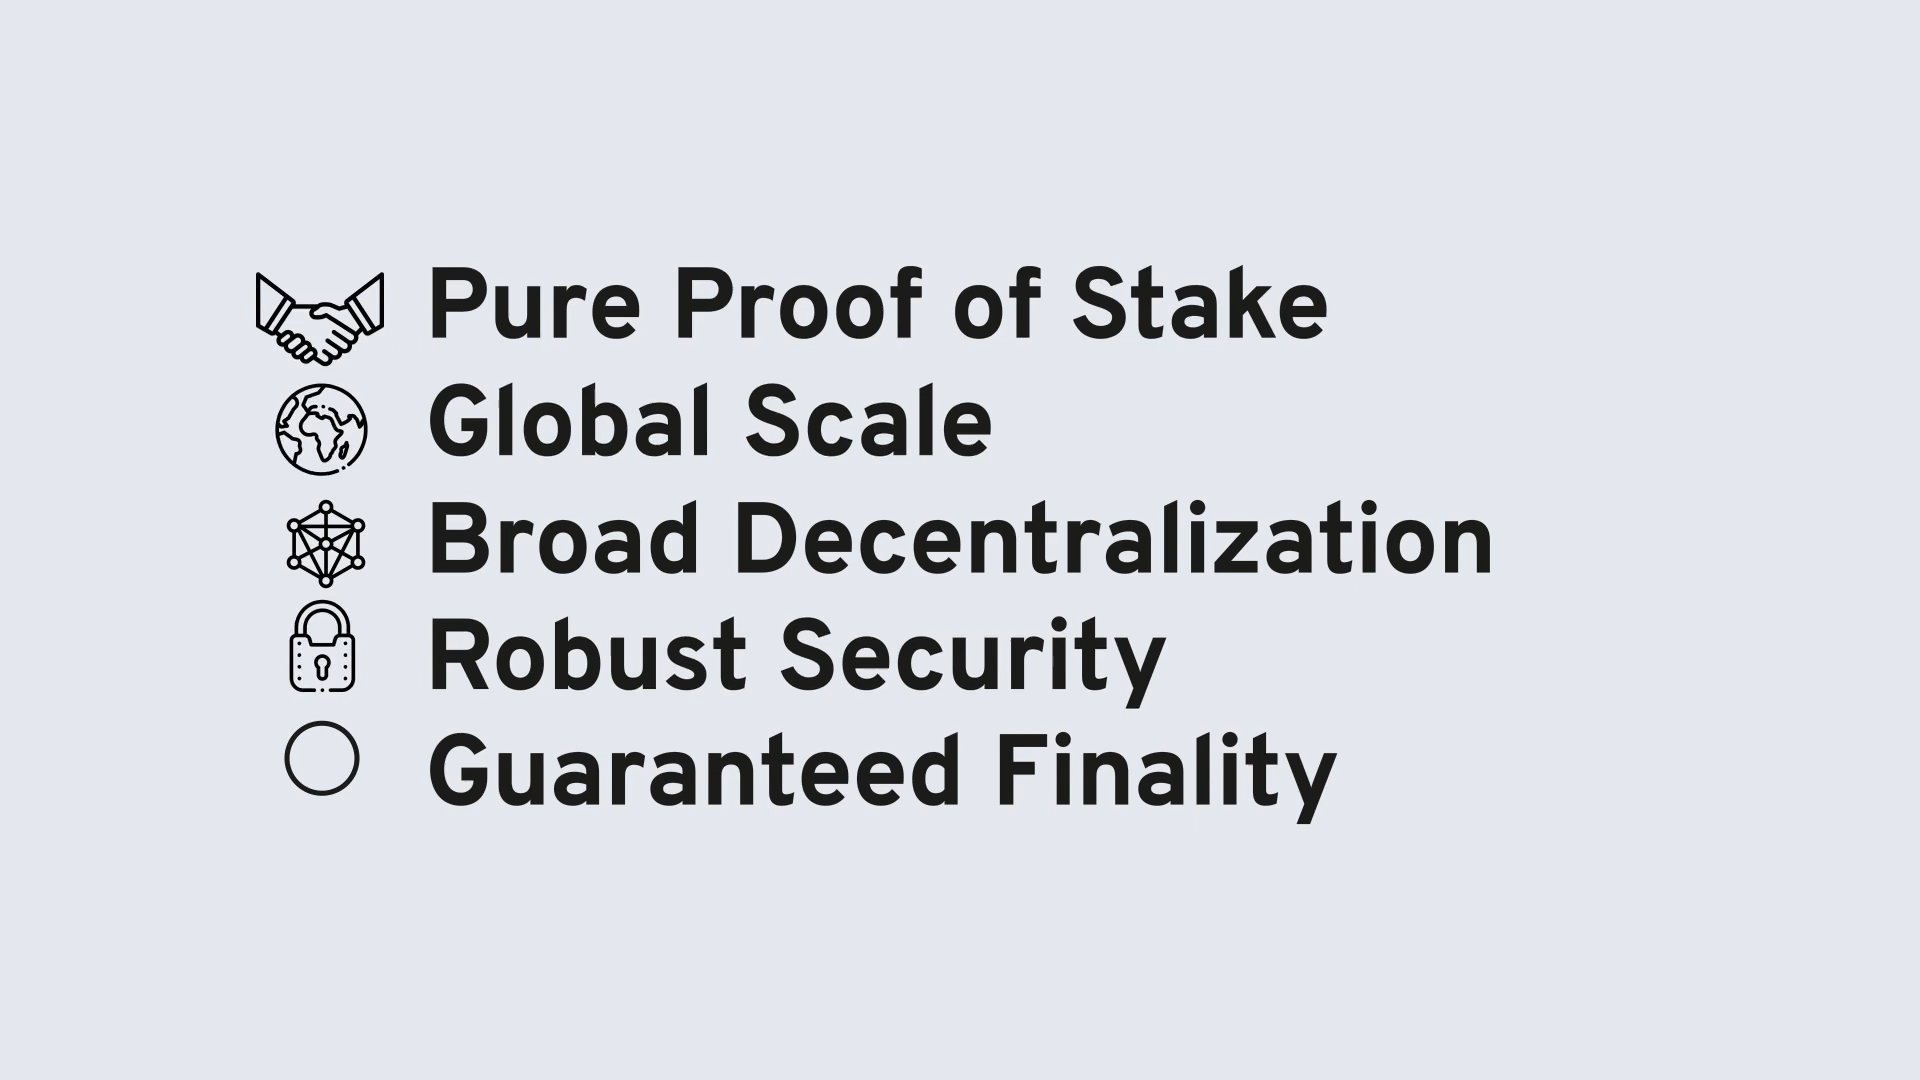 Pure Proof of Stake
Global Scale
Broad Decentralization
Robust Security
Guaranteed Finality